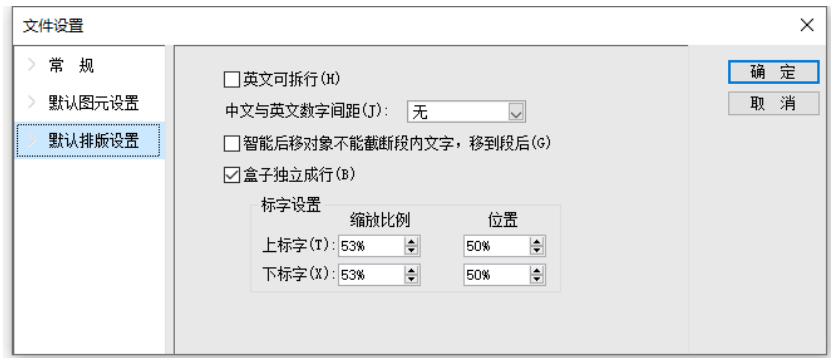 文件设置
常 规
默认图元设置
默认排版设置
英文可拆行(H)
中文与英文数字间距(J): 无
智能后移对象不能截断段内文字，移到段后(G)
盒子独立成行(B)
标字设置
缩放比例 位置
上标字(T): 53% 50%
下标字(X): 53% 50%
确 定
取 消